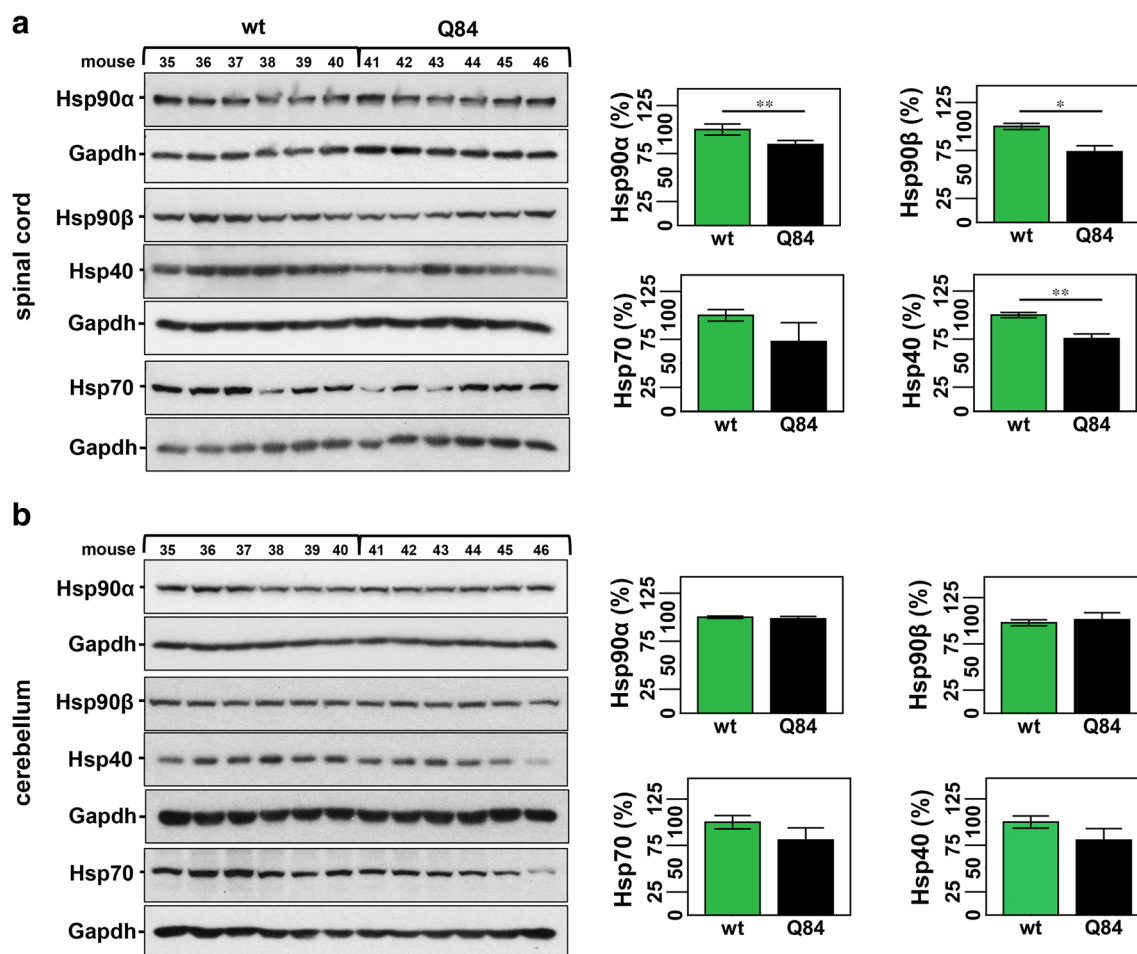 a
wt Q84
mouse 35 36 37 38 39 40 41 42 43 44 45 46
Hsp90α
Gapdh
Hsp90β
Hsp40
Gapdh
Hsp70
Gapdh
spinal cord
Hsp90α (%)
0 25 50 75 100 125
**
wt Q84
Hsp90β (%)
0 25 50 75 100 125
*
wt Q84
Hsp70 (%)
0 25 50 75 100 125
wt Q84
Hsp40 (%)
0 25 50 75 100 125
**
wt Q84
b
mouse 35 36 37 38 39 40 41 42 43 44 45 46
Hsp90α
Gapdh
Hsp90β
Hsp40
Gapdh
Hsp70
Gapdh
cerebellum
Hsp90α (%)
0 25 50 75 100 125
wt Q84
Hsp90β (%)
0 25 50 75 100 125
wt Q84
Hsp70 (%)
0 25 50 75 100 125
wt Q84
Hsp40 (%)
0 25 50 75 100 125
wt Q84